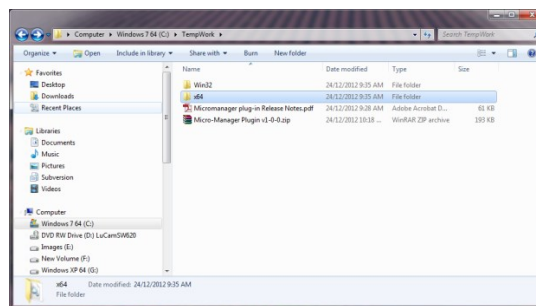 Computer ▸ Windows 7 64 (C:) ▸ TempWork ▸
Search TempWork
Organize ▾ Open Include in library ▾ Share with ▾ Burn New folder
Name Date modified Type Size
Favorites
Desktop
Downloads
Recent Places
Libraries
Documents
Music
Pictures
Subversion
Videos
Computer
Windows 7 64 (C:)
DVD RW Drive (D:) LuCamSW620
Images (E:)
New Volume (F:)
Windows XP 64 (G:)
Win32 24/12/2012 9:35 AM File folder
x64 24/12/2012 9:35 AM File folder
Micromanager plug-in Release Notes.pdf 24/12/2012 9:28 AM Adobe Acrobat D... 61 KB
Micro-Manager Plugin v1-0-0.zip 24/12/2012 10:18 ... WinRAR ZIP archive 193 KB
x64 Date modified: 24/12/2012 9:35 AM
File folder